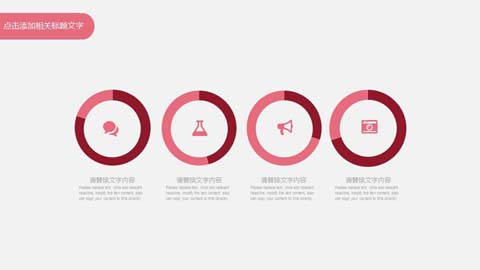 点击添加相关标题文字
请替换文字内容
Please replace text, click add relevant
headline, modify the text content, also
can copy your content to this directly.
请替换文字内容
Please replace text, click add relevant
headline, modify the text content, also
can copy your content to this directly.
请替换文字内容
Please replace text, click add relevant
headline, modify the text content, also
can copy your content to this directly.
请替换文字内容
Please replace text, click add relevant
headline, modify the text content, also
can copy your content to this directly.